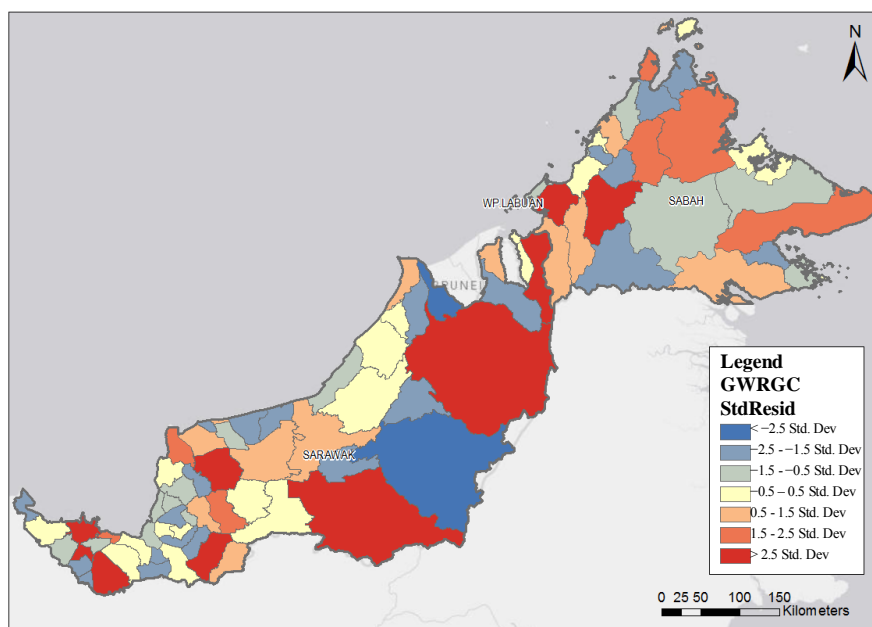 N
SABAH
WP LABUAN
BRUNEI
SARAWAK
Legend
GWRGC
StdResid
< −2.5 Std. Dev
−2.5 - −1.5 Std. Dev
−1.5 - −0.5 Std. Dev
−0.5 - 0.5 Std. Dev
0.5 - 1.5 Std. Dev
1.5 - 2.5 Std. Dev
> 2.5 Std. Dev
0 25 50 100 150
Kilometers